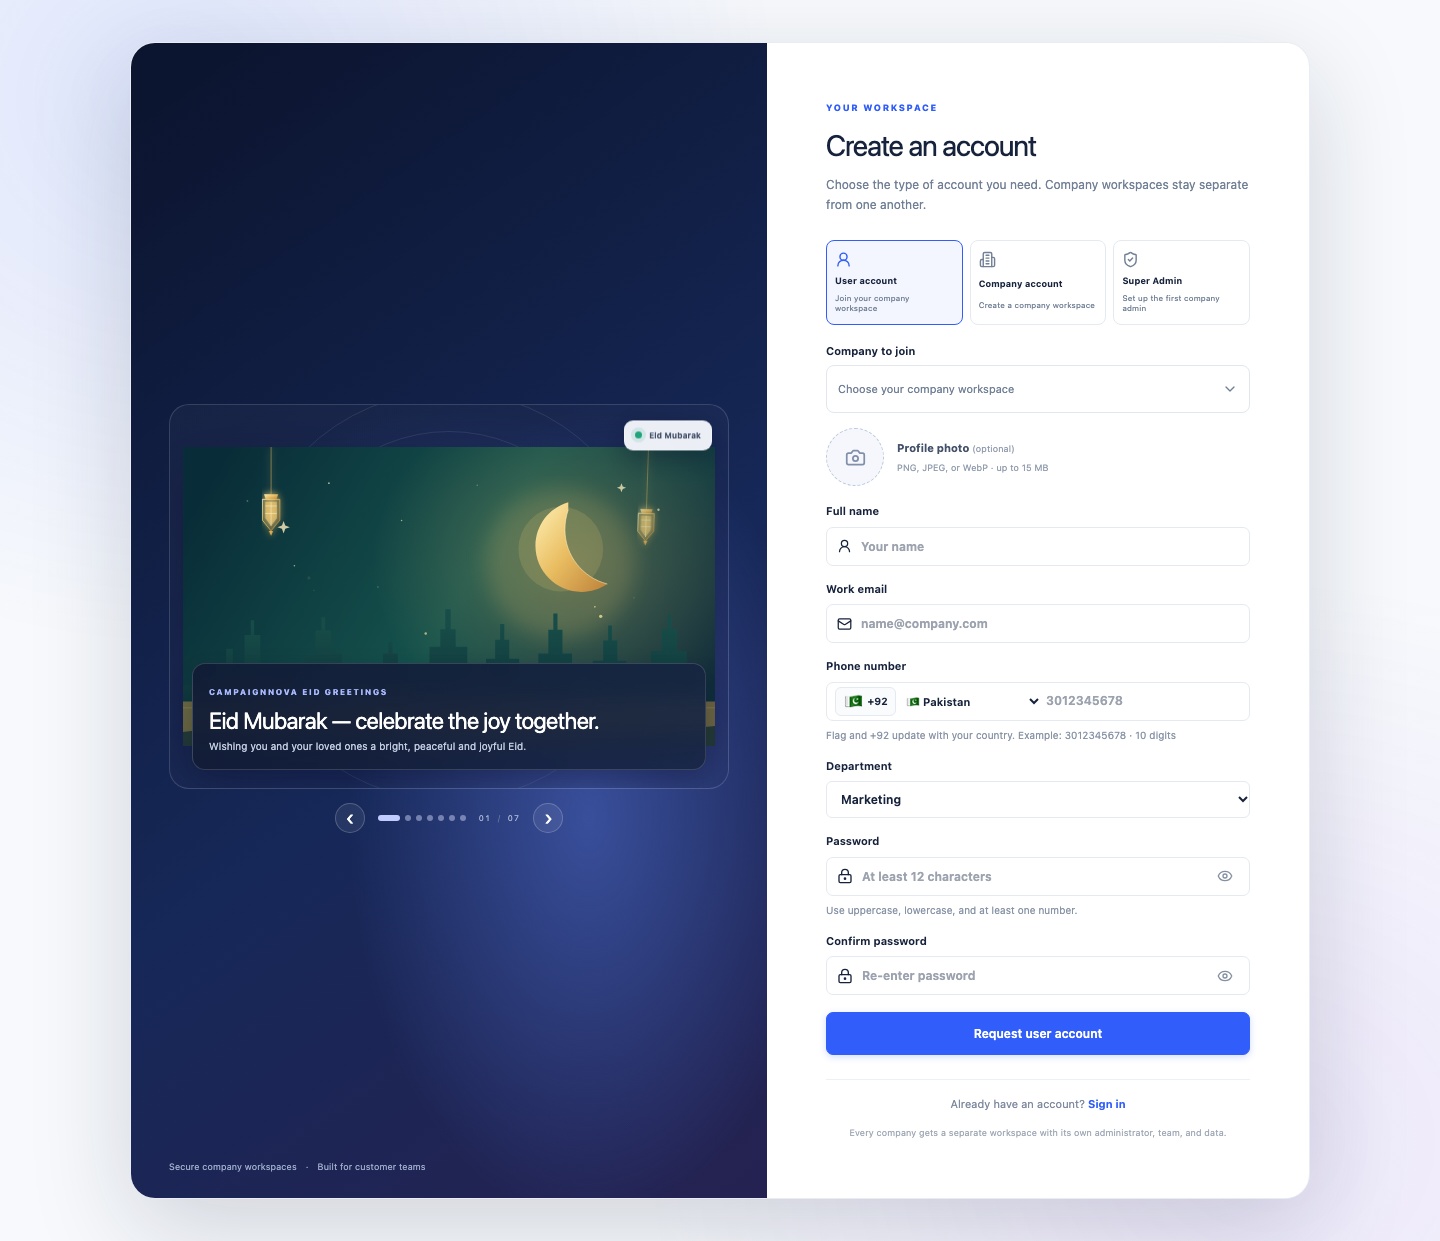 Eid Mubarak
CAMPAIGNNOVA EID GREETINGS
Eid Mubarak — celebrate the joy together.
Wishing you and your loved ones a bright, peaceful and joyful Eid.
01 / 07
Secure company workspaces · Built for customer teams
YOUR WORKSPACE
Create an account
Choose the type of account you need. Company workspaces stay separate
from one another.
User account
Join your company
workspace
Company account
Create a company workspace
Super Admin
Set up the first company
admin
Company to join
Choose your company workspace
Profile photo (optional)
PNG, JPEG, or WebP · up to 15 MB
Full name
Your name
Work email
name@company.com
Phone number
+92 Pakistan 3012345678
Flag and +92 update with your country. Example: 3012345678 · 10 digits
Department
Marketing
Password
At least 12 characters
Use uppercase, lowercase, and at least one number.
Confirm password
Re-enter password
Request user account
Already have an account? Sign in
Every company gets a separate workspace with its own administrator, team, and data.